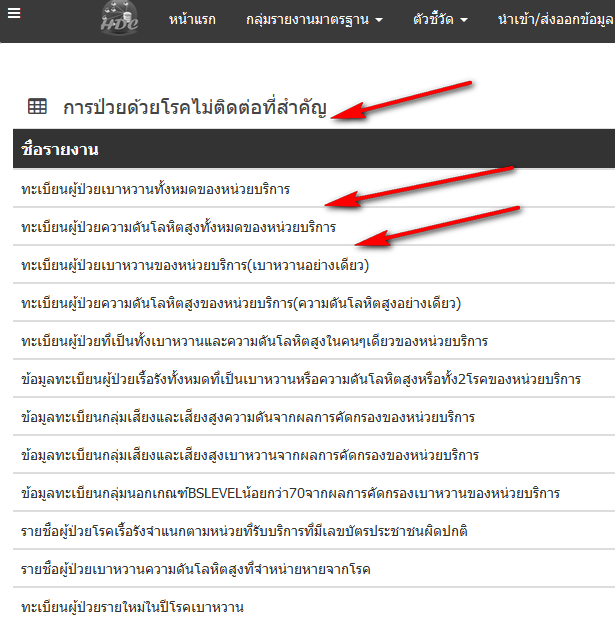 HDC หน้าแรก กลุ่มรายงานมาตรฐาน ตัวชี้วัด นำเข้า/ส่งออกข้อมูล
การป่วยด้วยโรคไม่ติดต่อที่สำคัญ
ชื่อรายงาน
ทะเบียนผู้ป่วยเบาหวานทั้งหมดของหน่วยบริการ
ทะเบียนผู้ป่วยความดันโลหิตสูงทั้งหมดของหน่วยบริการ
ทะเบียนผู้ป่วยเบาหวานของหน่วยบริการ(เบาหวานอย่างเดียว)
ทะเบียนผู้ป่วยความดันโลหิตสูงของหน่วยบริการ(ความดันโลหิตสูงอย่างเดียว)
ทะเบียนผู้ป่วยที่เป็นทั้งเบาหวานและความดันโลหิตสูงในคนๆเดียวของหน่วยบริการ
ข้อมูลทะเบียนผู้ป่วยเรื้อรังทั้งหมดที่เป็นเบาหวานหรือความดันโลหิตสูงหรือทั้ง2โรคของหน่วยบริการ
ข้อมูลทะเบียนกลุ่มเสี่ยงและเสี่ยงสูงความดันจากผลการคัดกรองของหน่วยบริการ
ข้อมูลทะเบียนกลุ่มเสี่ยงและเสี่ยงสูงเบาหวานจากผลการคัดกรองของหน่วยบริการ
ข้อมูลทะเบียนกลุ่มนอกเกณฑ์BSLEVELน้อยกว่า70จากผลการคัดกรองเบาหวานของหน่วยบริการ
รายชื่อผู้ป่วยโรคเรื้อรังจำแนกตามหน่วยที่รับบริการที่มีเลขบัตรประชาชนผิดปกติ
รายชื่อผู้ป่วยเบาหวานความดันโลหิตสูงที่จำหน่ายหายจากโรค
ทะเบียนผู้ป่วยรายใหม่ในปีโรคเบาหวาน